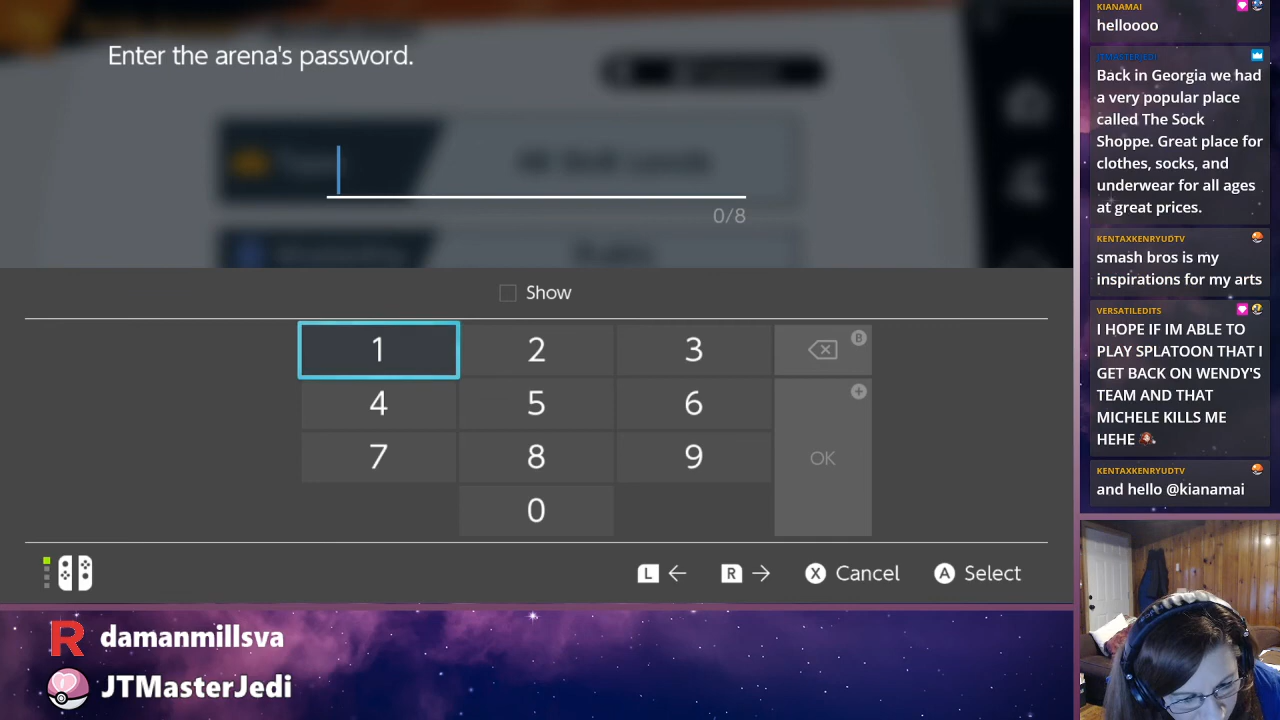 Enter the arena's password.
0/8
Show
1
2
3
B
4
5
6
+
7
8
9
OK
0
L
R
X Cancel
A Select
R damanmillsva
JTMasterJedi
KIANAMAI
helloooo
JTMASTERJEDI
Back in Georgia we had
a very popular place
called The Sock
Shoppe. Great place for
clothes, socks, and
underwear for all ages
at great prices.
KENTAXKENRYUDTV
smash bros is my
inspirations for my arts
VERSATILEDITS
I HOPE IF IM ABLE TO
PLAY SPLATOON THAT I
GET BACK ON WENDY'S
TEAM AND THAT
MICHELE KILLS ME
HEHE
KENTAXKENRYUDTV
and hello @kianamai